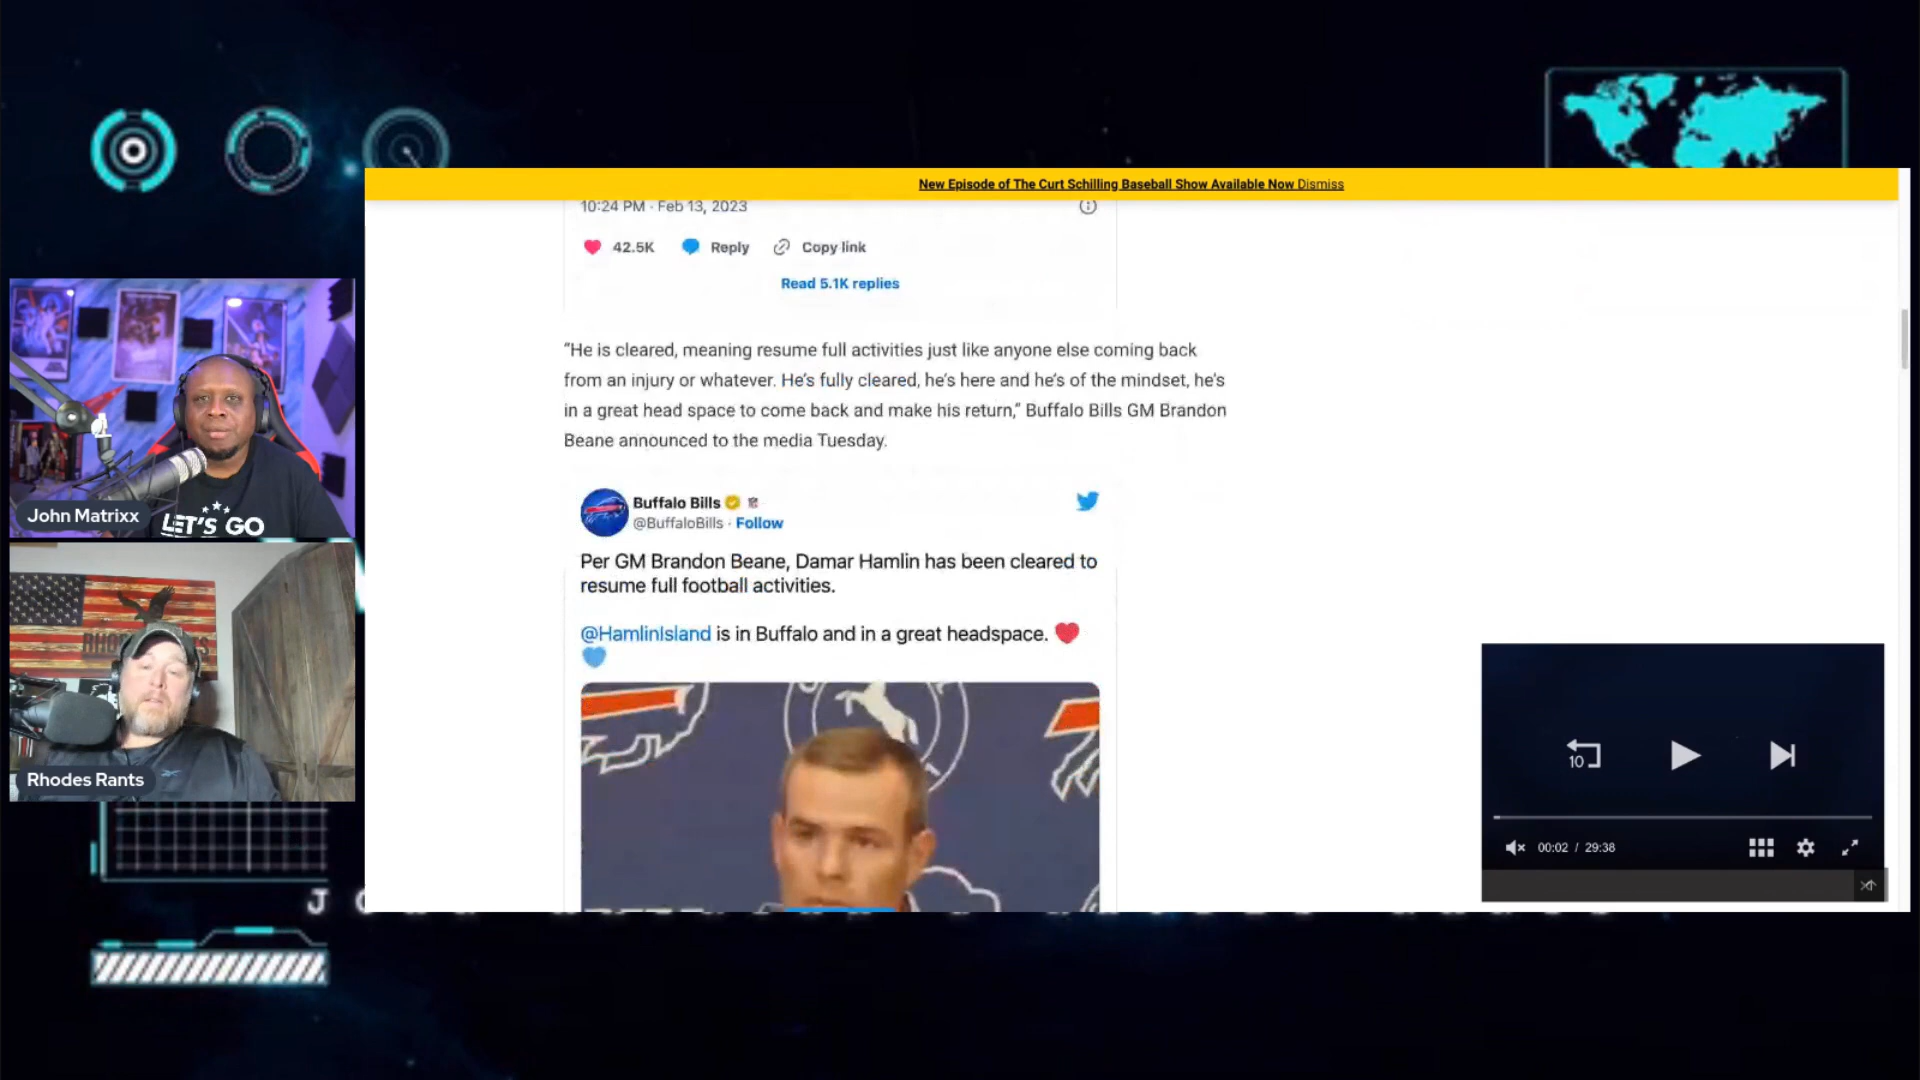 New Episode of The Curt Schilling Baseball Show Available Now Dismiss
10:24 PM · Feb 13, 2023
42.5K Reply Copy link
Read 5.1K replies
“He is cleared, meaning resume full activities just like anyone else coming back
from an injury or whatever. He’s fully cleared, he’s here and he’s of the mindset, he’s
in a great head space to come back and make his return,” Buffalo Bills GM Brandon
Beane announced to the media Tuesday.
Buffalo Bills
@BuffaloBills · Follow
Per GM Brandon Beane, Damar Hamlin has been cleared to
resume full football activities.
@HamlinIsland is in Buffalo and in a great headspace. ❤️
💙
LET'S GO
John Matrixx
Rhodes Rants
10
00:02 / 29:38